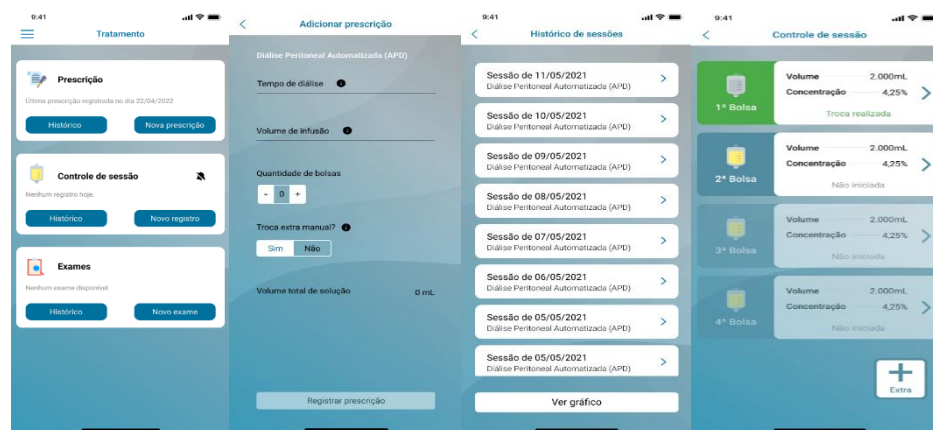 9:41
Tratamento
Prescrição
Última prescrição registrada no dia 22/04/2022
Histórico
Nova prescrição
Controle de sessão
Nenhum registro hoje.
Histórico
Novo registro
Exames
Nenhum exame disponível.
Histórico
Novo exame
Adicionar prescrição
Diálise Peritoneal Automatizada (APD)
Tempo de diálise
Volume de infusão
Quantidade de bolsas
- 0 +
Troca extra manual?
Sim Não
Volume total de solução 0 mL
Registrar prescrição
9:41
Histórico de sessões
Sessão de 11/05/2021
Diálise Peritoneal Automatizada (APD)
Sessão de 10/05/2021
Diálise Peritoneal Automatizada (APD)
Sessão de 09/05/2021
Diálise Peritoneal Automatizada (APD)
Sessão de 08/05/2021
Diálise Peritoneal Automatizada (APD)
Sessão de 07/05/2021
Diálise Peritoneal Automatizada (APD)
Sessão de 06/05/2021
Diálise Peritoneal Automatizada (APD)
Sessão de 05/05/2021
Diálise Peritoneal Automatizada (APD)
Sessão de 05/05/2021
Diálise Peritoneal Automatizada (APD)
Ver gráfico
9:41
Controle de sessão
1ª Bolsa
Volume 2.000mL
Concentração 4,25%
Troca realizada
2ª Bolsa
Volume 2.000mL
Concentração 4,25%
Não iniciada
3ª Bolsa
Volume 2.000mL
Concentração 4,25%
Não iniciada
4ª Bolsa
Volume 2.000mL
Concentração 4,25%
Não iniciada
+
Extra